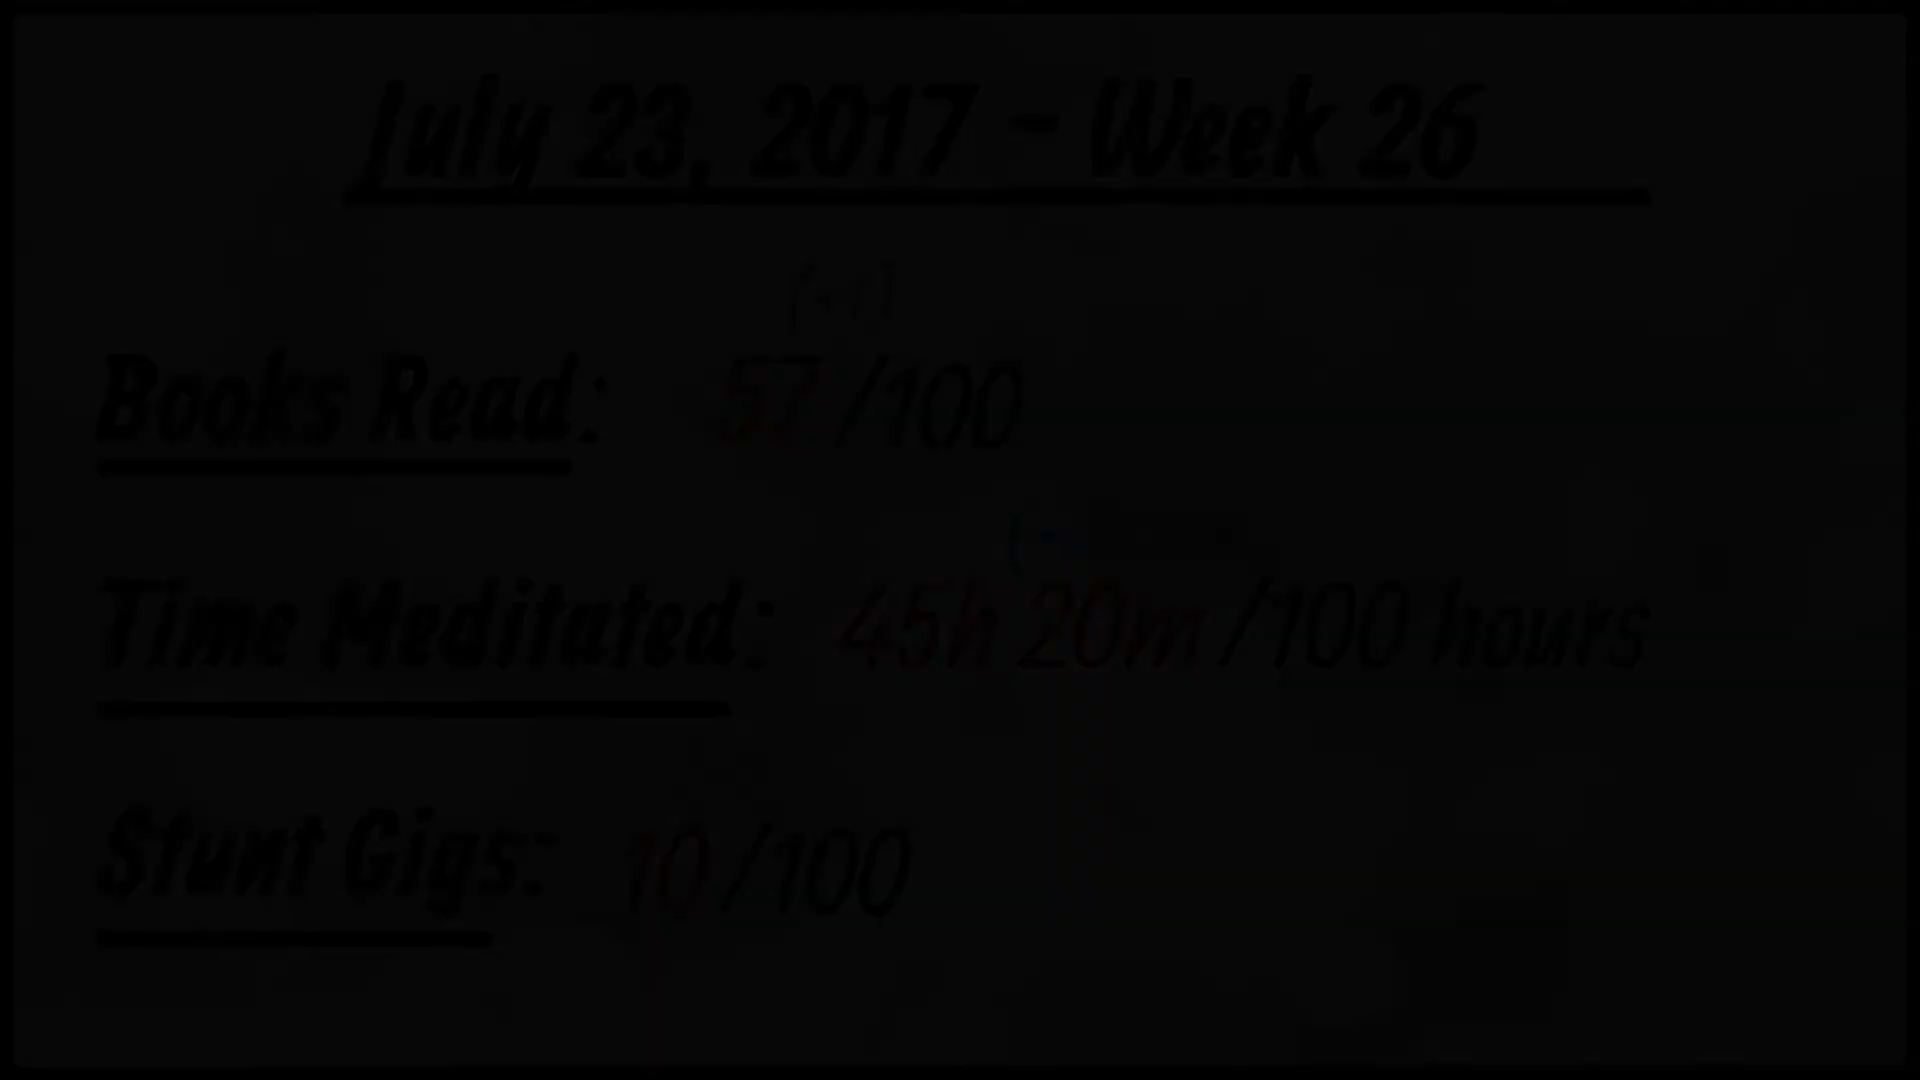 July 23, 2017 - Week 26
Books Read: 57/100
Time Meditated: 45h 20m/100 hours
Stunt Gigs: 10/100